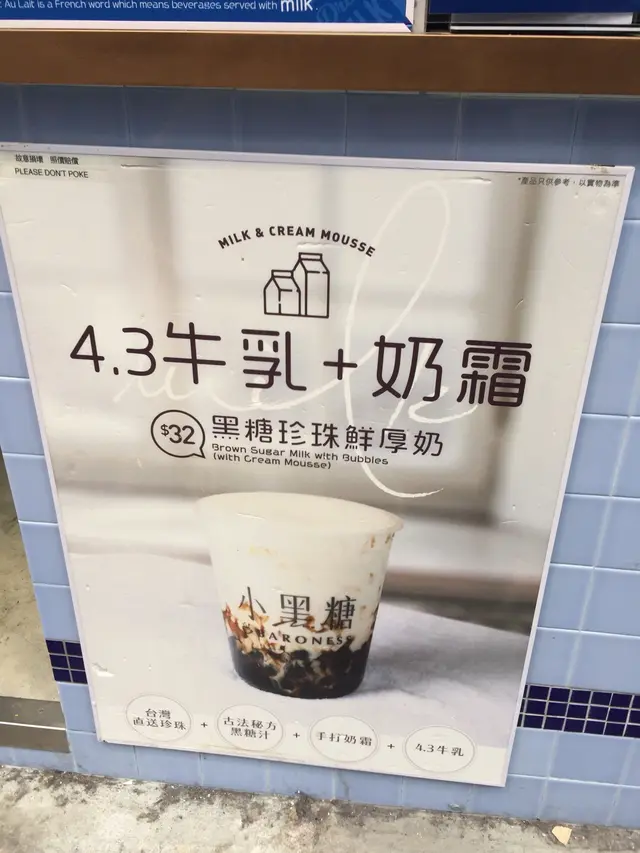 Au Lait is a French word which means beverages served with milk.
故意損壞 照價賠償
PLEASE DON'T POKE
*產品只供參考，以實物為準
MILK & CREAM MOUSSE
4.3牛乳+奶霜
$32
黑糖珍珠鮮厚奶
Brown Sugar Milk with Bubbles
(with Cream Mousse)
小黑糖
PEARONESS
台灣
直送珍珠
+
古法秘方
黑糖汁
+
手打奶霜
+
4.3牛乳